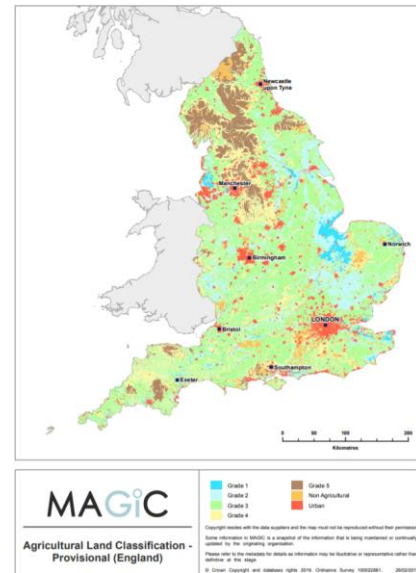 Newcastle
upon Tyne
Manchester
Norwich
Birmingham
LONDON
Bristol
Southampton
Exeter
0 50 100 200
Kilometres
MAGiC
Agricultural Land Classification -
Provisional (England)
Grade 1
Grade 2
Grade 3
Grade 4
Grade 5
Non Agricultural
Urban
Copyright resides with the data suppliers and the map must not be reproduced without their permission
Some information in MAGIC is a snapshot of the information that is being maintained or continually
updated by the originating organisation.
Please refer to the metadata for details as information may be illustrative or representative rather than
definitive at this stage.
© Crown Copyright and database rights 2016. Ordnance Survey 100022861.